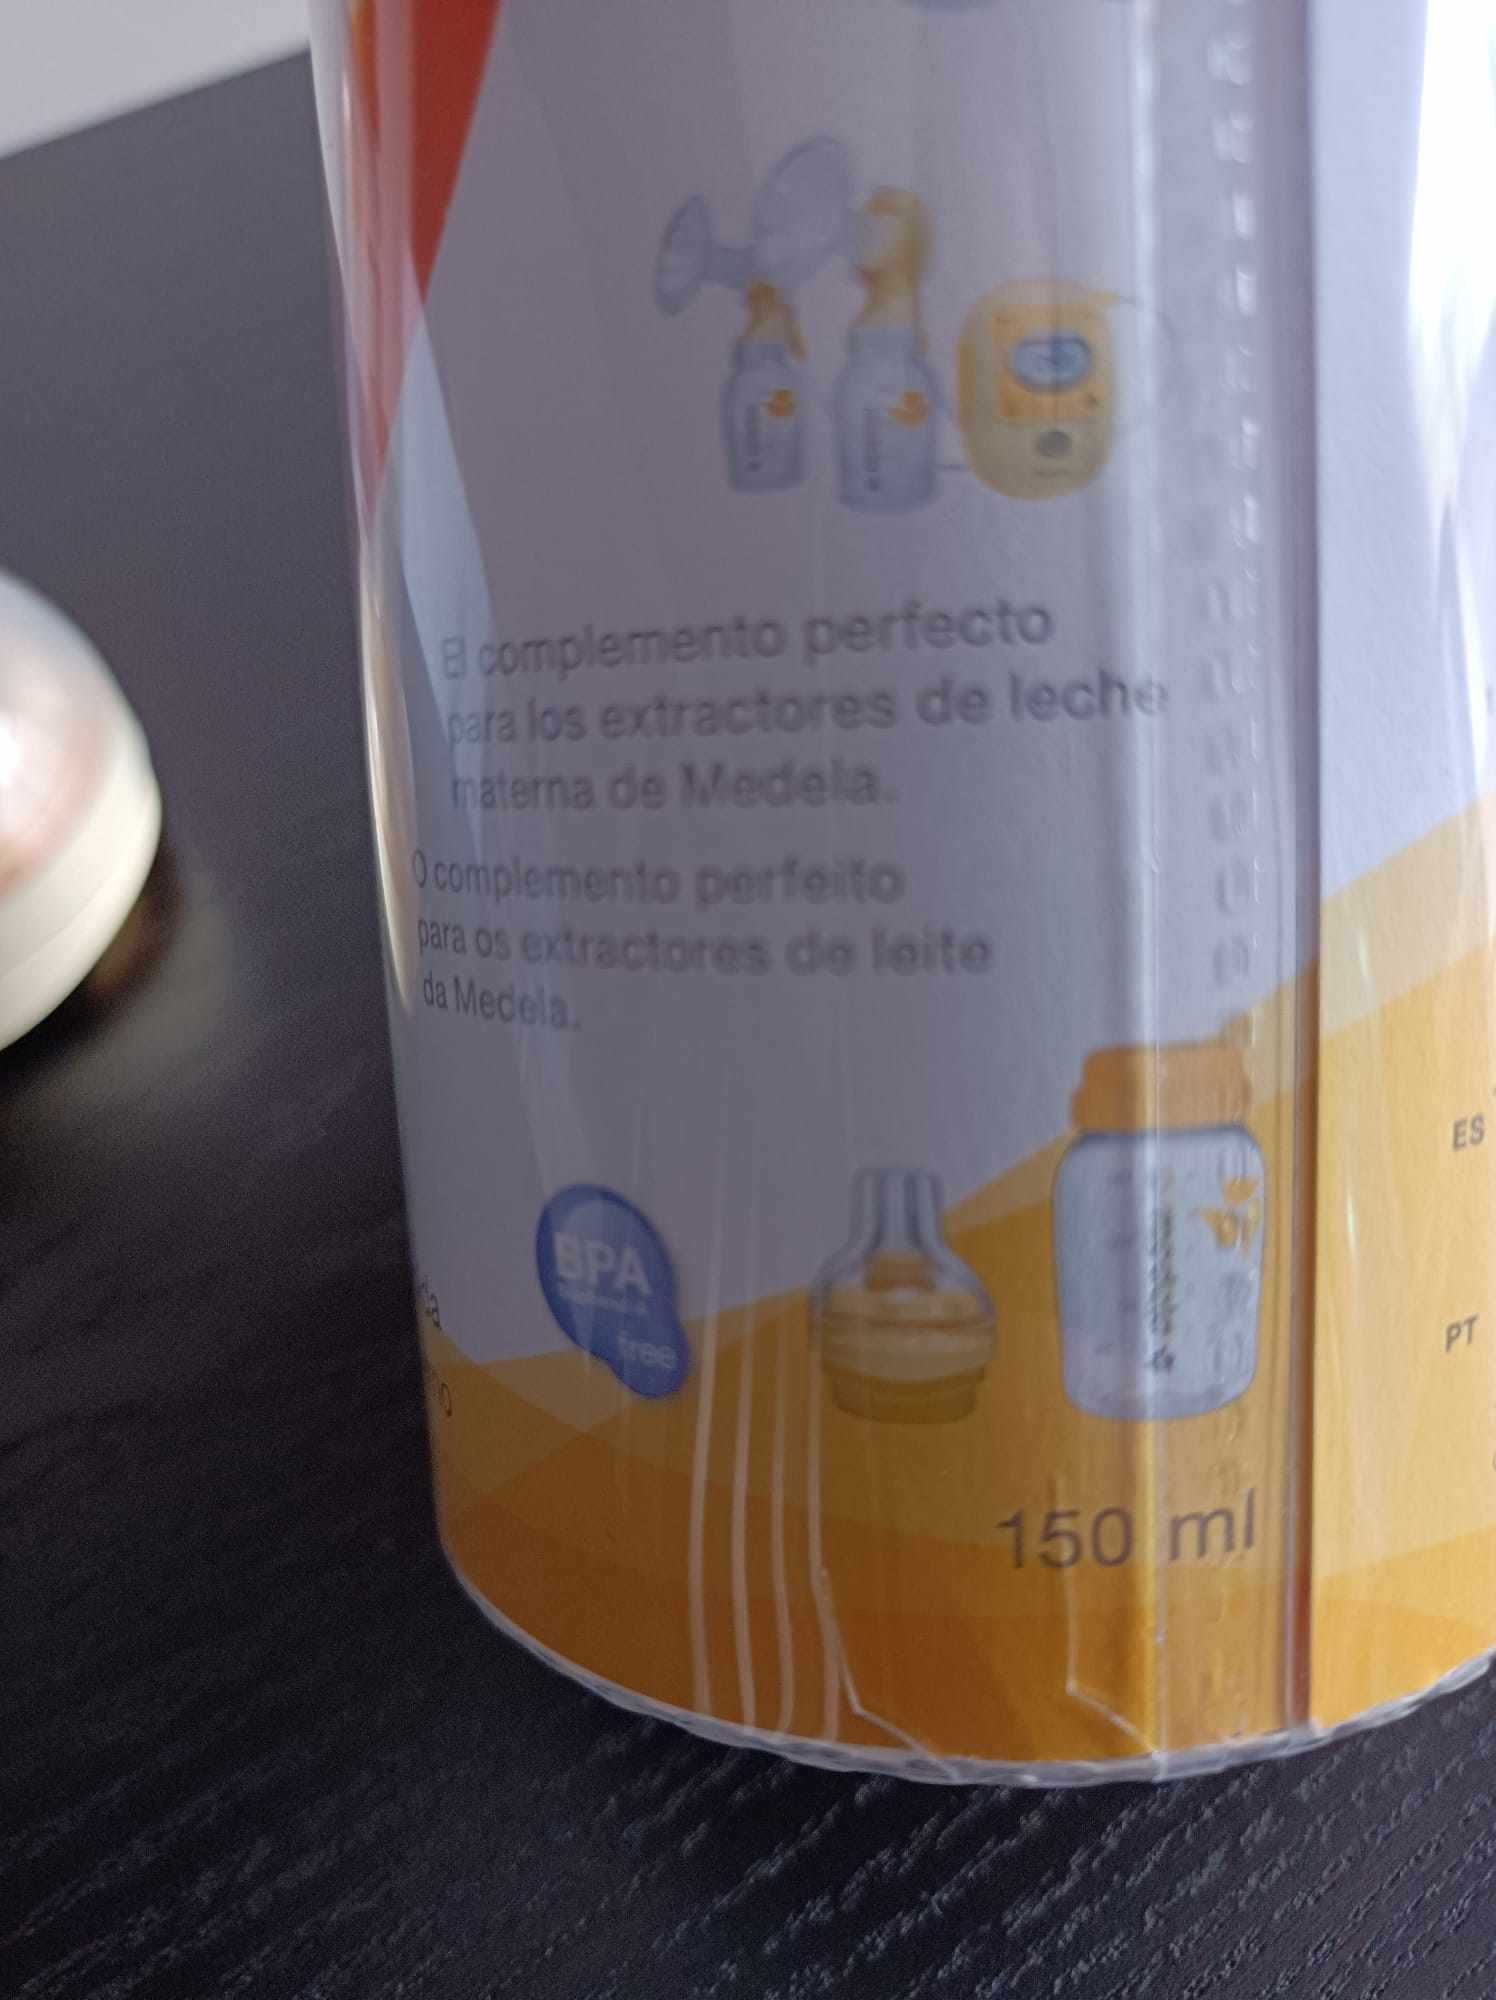 El complemento perfecto
para los extractores de leche
materna de Medela.
O complemento perfeito
para os extractores de leite
da Medela.
BPA
free
medela
150 ml
ES
PT